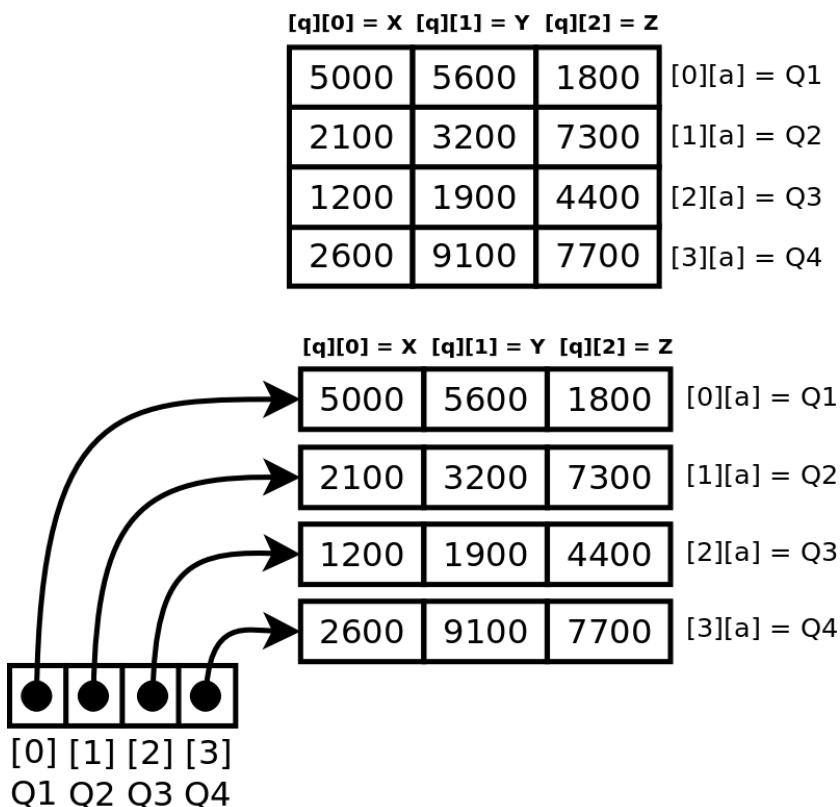 [q][0] = X [q][1] = Y [q][2] = Z
5000 5600 1800 [0][a] = Q1
2100 3200 7300 [1][a] = Q2
1200 1900 4400 [2][a] = Q3
2600 9100 7700 [3][a] = Q4
[q][0] = X [q][1] = Y [q][2] = Z
5000 5600 1800 [0][a] = Q1
2100 3200 7300 [1][a] = Q2
1200 1900 4400 [2][a] = Q3
2600 9100 7700 [3][a] = Q4
[0] [1] [2] [3]
Q1 Q2 Q3 Q4